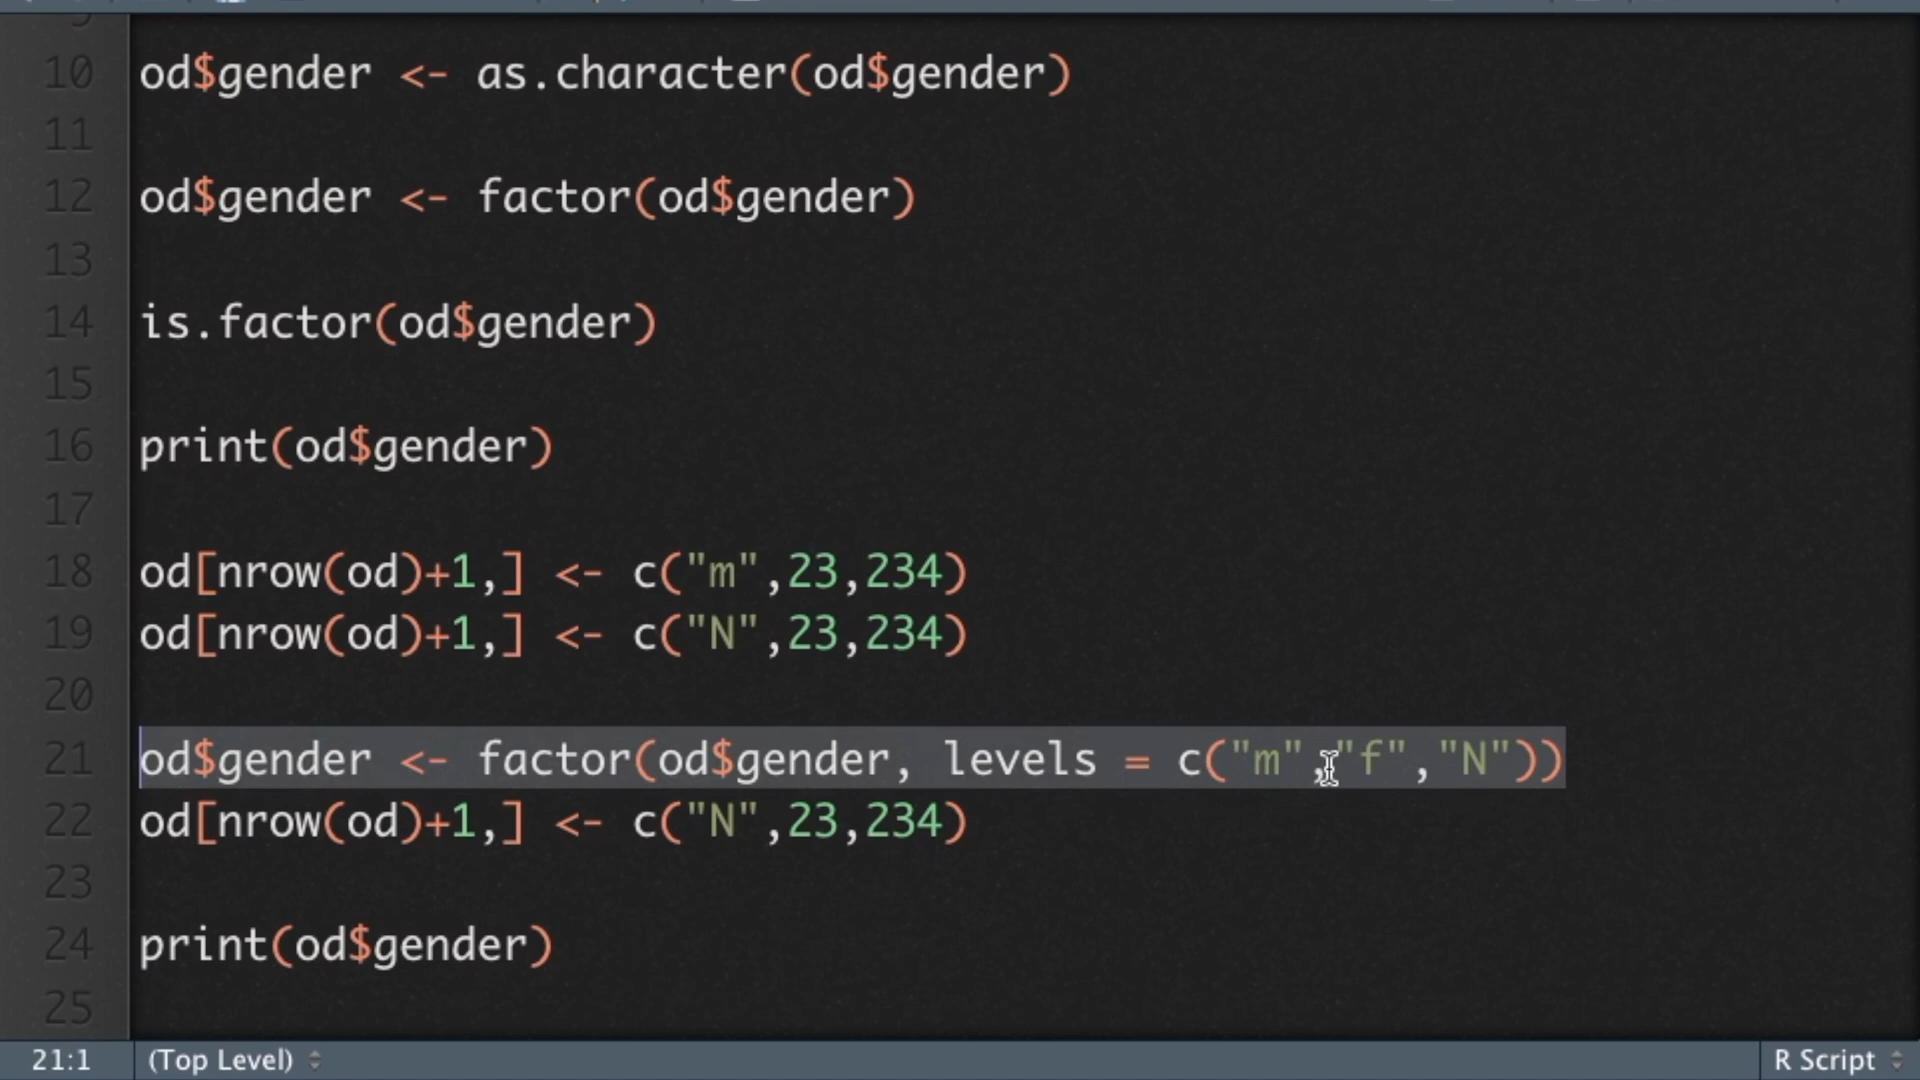 9
10 od$gender <- as.character(od$gender)
11
12 od$gender <- factor(od$gender)
13
14 is.factor(od$gender)
15
16 print(od$gender)
17
18 od[nrow(od)+1,] <- c("m",23,234)
19 od[nrow(od)+1,] <- c("N",23,234)
20
21 od$gender <- factor(od$gender, levels = c("m","f","N"))
22 od[nrow(od)+1,] <- c("N",23,234)
23
24 print(od$gender)
25
21:1 (Top Level) R Script